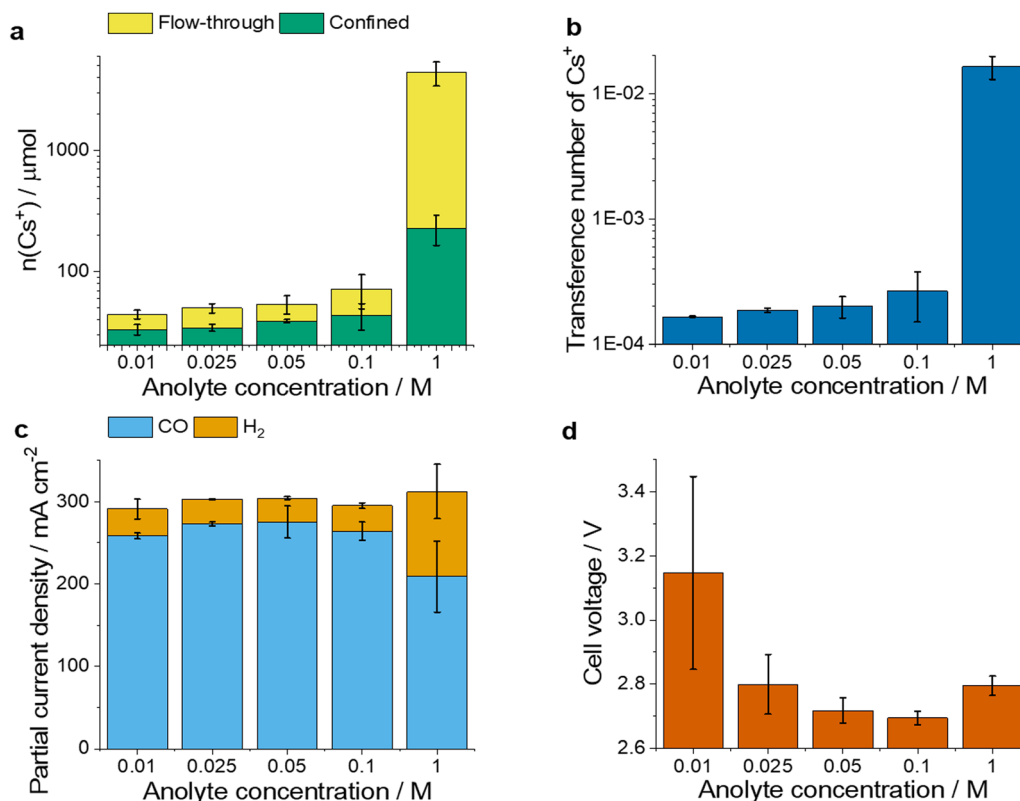 a
Flow-through
Confined
n(Cs⁺) / μmol
1000
100
0.01 0.025 0.05 0.1 1
Anolyte concentration / M
b
Transference number of Cs⁺
1E-02
1E-03
1E-04
0.01 0.025 0.05 0.1 1
Anolyte concentration / M
c
CO
H₂
Partial current density / mA cm⁻²
300
200
100
0
0.01 0.025 0.05 0.1 1
Anolyte concentration / M
d
Cell voltage / V
3.4
3.2
3.0
2.8
2.6
0.01 0.025 0.05 0.1 1
Anolyte concentration / M